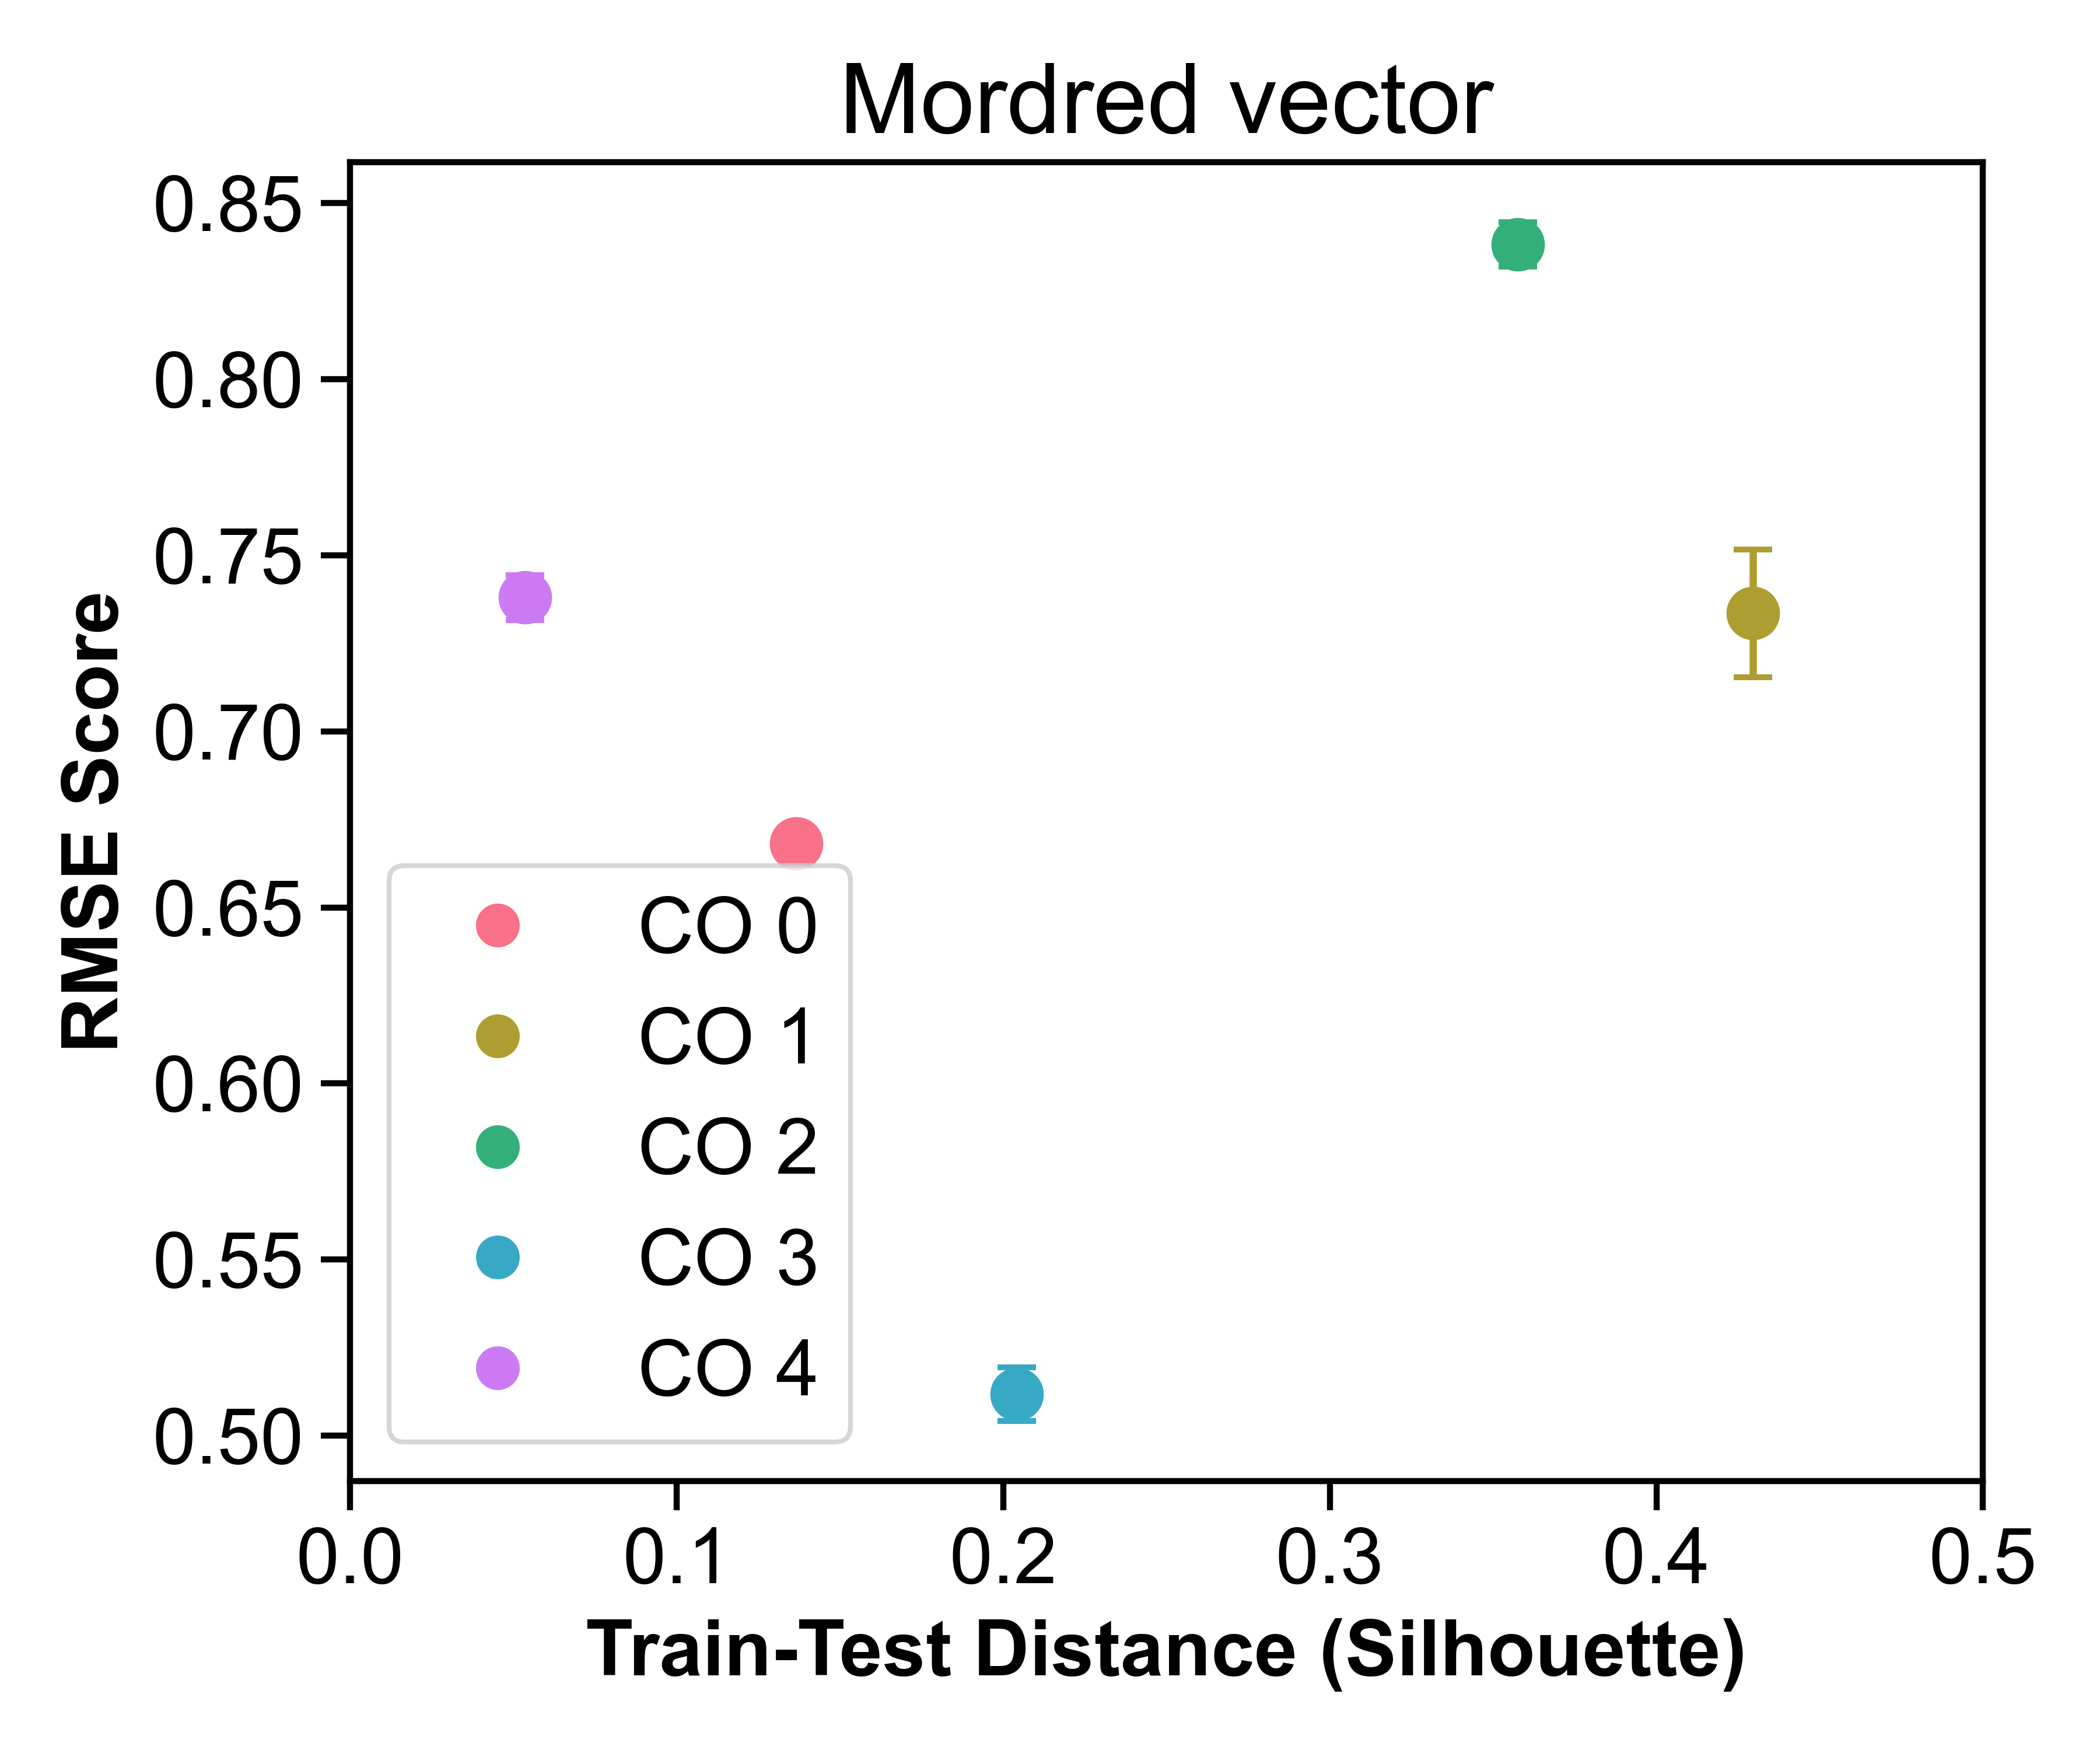 Mordred vector
RMSE Score
0.85
0.80
0.75
0.70
0.65
0.60
0.55
0.50
CO 0
CO 1
CO 2
CO 3
CO 4
0.0 0.1 0.2 0.3 0.4 0.5
Train-Test Distance (Silhouette)